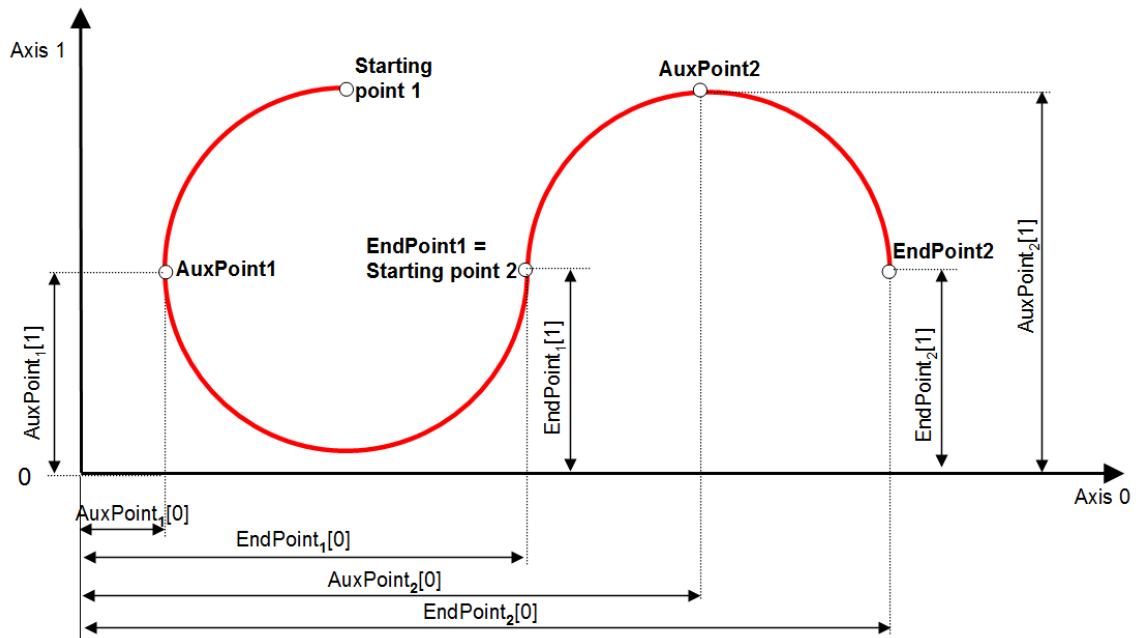 Axis 1
Starting
point 1
AuxPoint2
AuxPoint1
EndPoint1 =
Starting point 2
EndPoint2
AuxPoint₁[1]
EndPoint₁[1]
EndPoint₂[1]
AuxPoint₂[1]
0
Axis 0
AuxPoint₁[0]
EndPoint₁[0]
AuxPoint₂[0]
EndPoint₂[0]